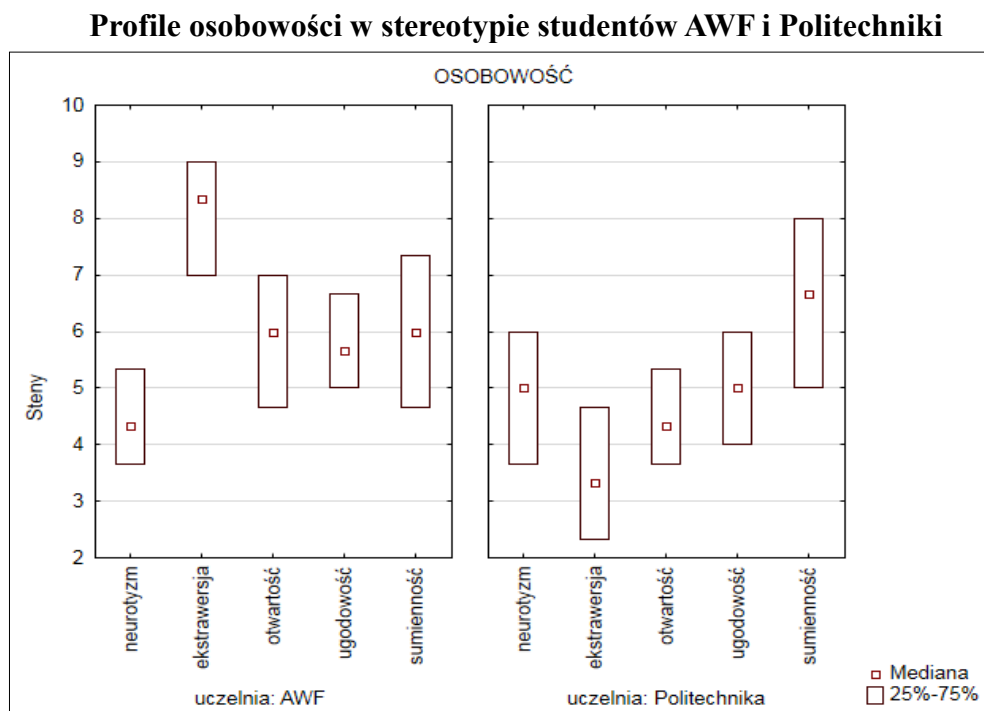 Profile osobowości w stereotypie studentów AWF i Politechniki
OSOBOWOŚĆ
10
9
8
7
6
5
4
3
2
Steny
neurotyzm
ekstrawersja
otwartość
ugodowość
sumienność
neurotyzm
ekstrawersja
otwartość
ugodowość
sumienność
uczelnia: AWF
uczelnia: Politechnika
Mediana
25%-75%